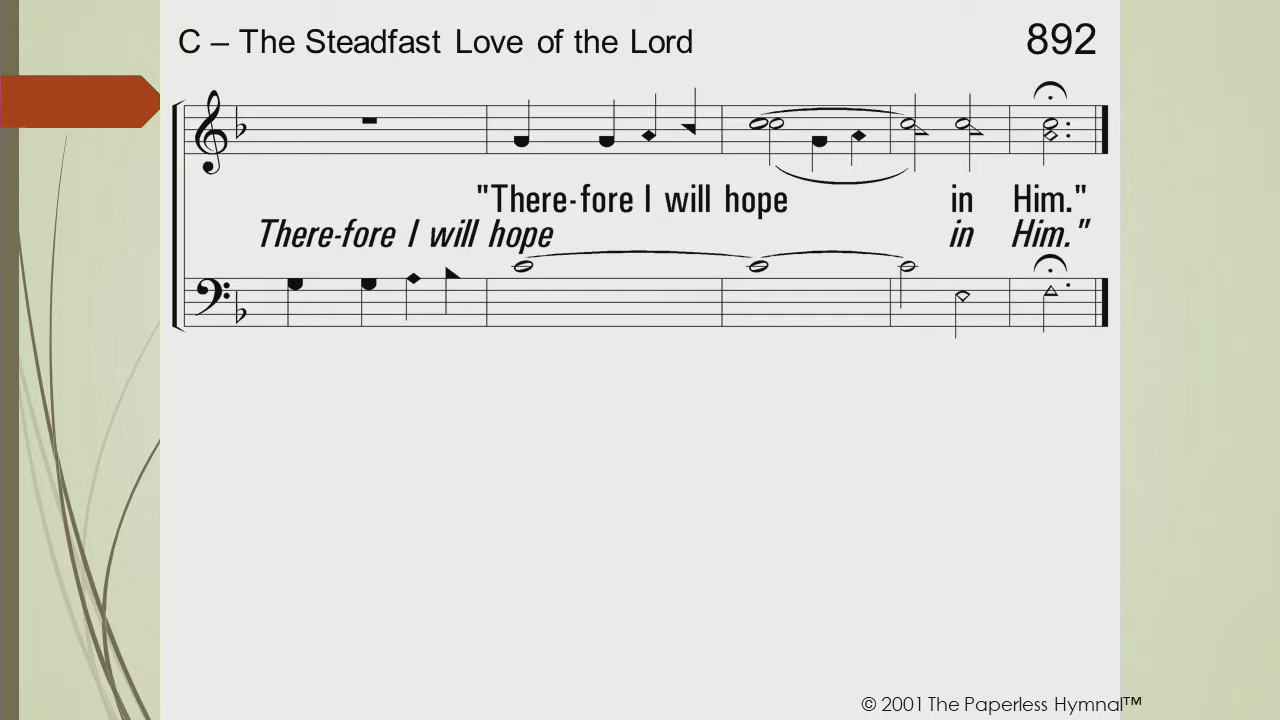 C – The Steadfast Love of the Lord 892
"There-fore I will hope in Him."
There-fore I will hope in Him."
© 2001 The Paperless Hymnal™